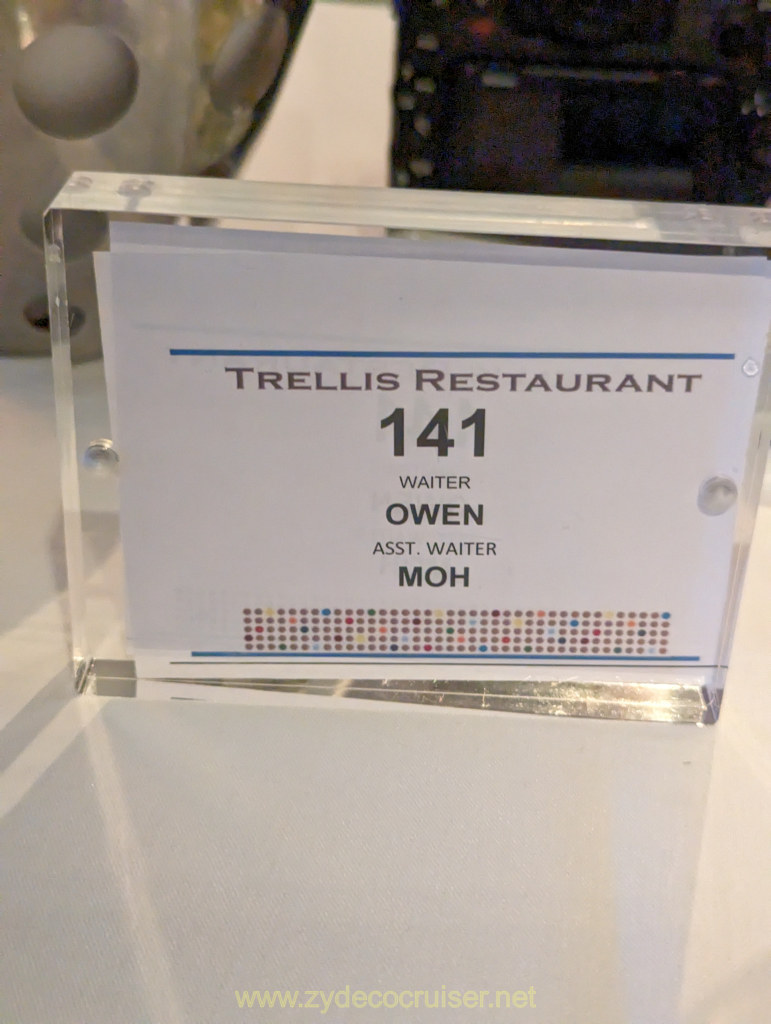 TRELLIS RESTAURANT
141
WAITER
OWEN
ASST. WAITER
MOH
www.zydecocruiser.net